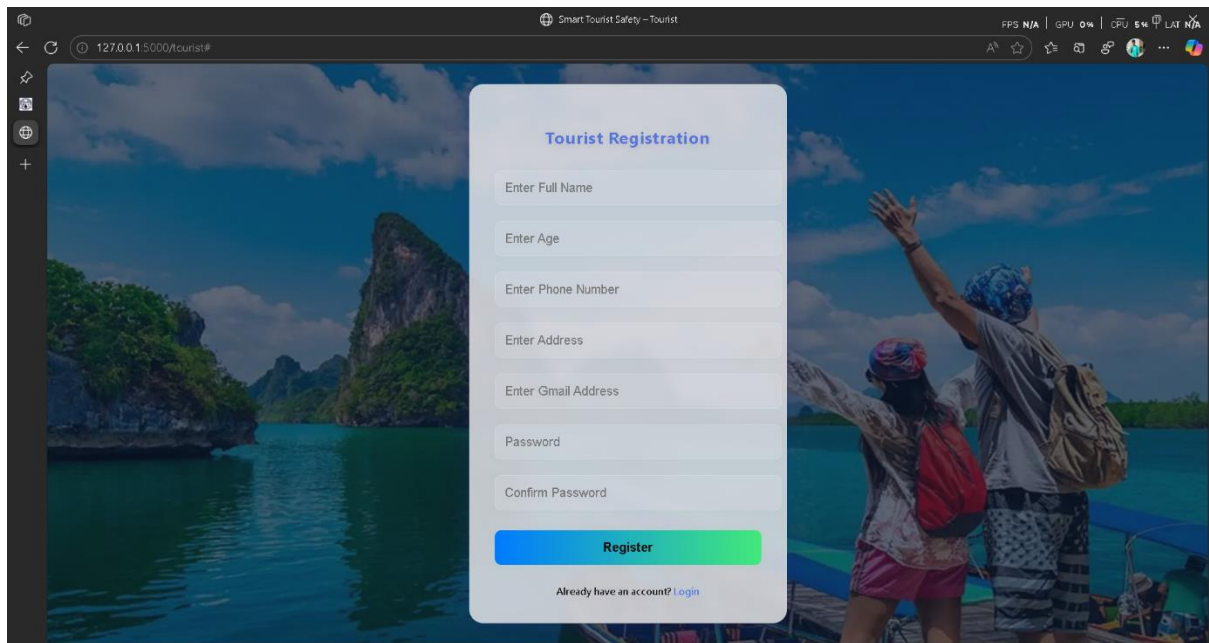 Smart Tourist Safety – Tourist
FPS N/A | GPU 0% | CPU 5% LAT N/A
127.0.0.1:5000/tourist#
Tourist Registration
Enter Full Name
Enter Age
Enter Phone Number
Enter Address
Enter Gmail Address
Password
Confirm Password
Register
Already have an account? Login